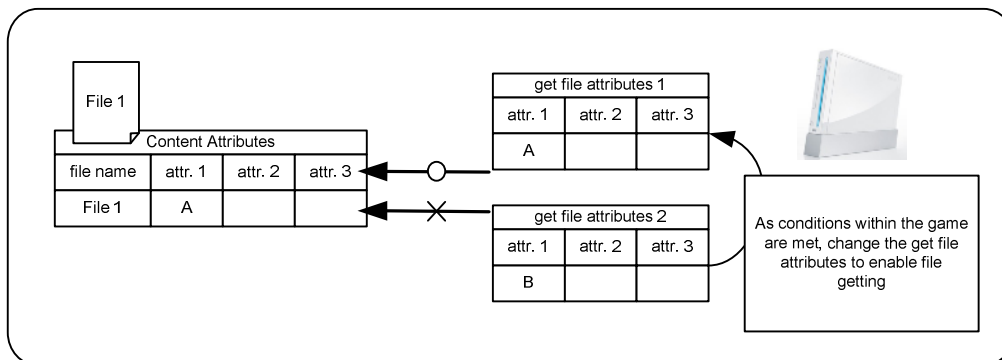 File 1
Content Attributes
file name attr. 1 attr. 2 attr. 3
File 1 A
get file attributes 1
attr. 1 attr. 2 attr. 3
A
get file attributes 2
attr. 1 attr. 2 attr. 3
B
As conditions within the game
are met, change the get file
attributes to enable file
getting